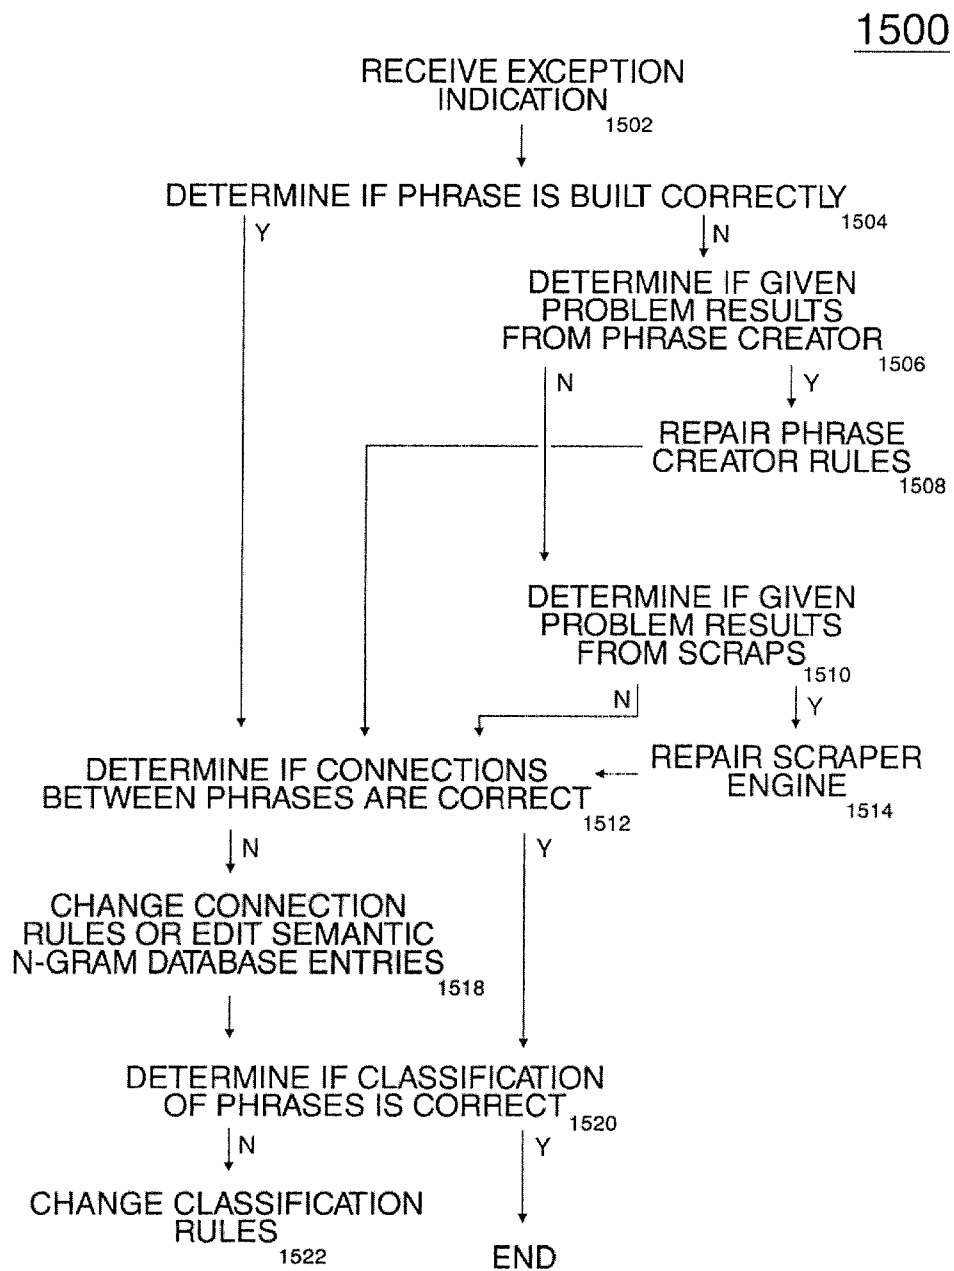 1500
RECEIVE EXCEPTION
INDICATION
1502
DETERMINE IF PHRASE IS BUILT CORRECTLY
1504
Y
N
DETERMINE IF GIVEN
PROBLEM RESULTS
FROM PHRASE CREATOR
1506
N
Y
REPAIR PHRASE
CREATOR RULES
1508
DETERMINE IF GIVEN
PROBLEM RESULTS
FROM SCRAPS
1510
N
Y
REPAIR SCRAPER
ENGINE
1514
DETERMINE IF CONNECTIONS
BETWEEN PHRASES ARE CORRECT
1512
N
Y
CHANGE CONNECTION
RULES OR EDIT SEMANTIC
N-GRAM DATABASE ENTRIES
1518
DETERMINE IF CLASSIFICATION
OF PHRASES IS CORRECT
1520
N
Y
CHANGE CLASSIFICATION
RULES
1522
END